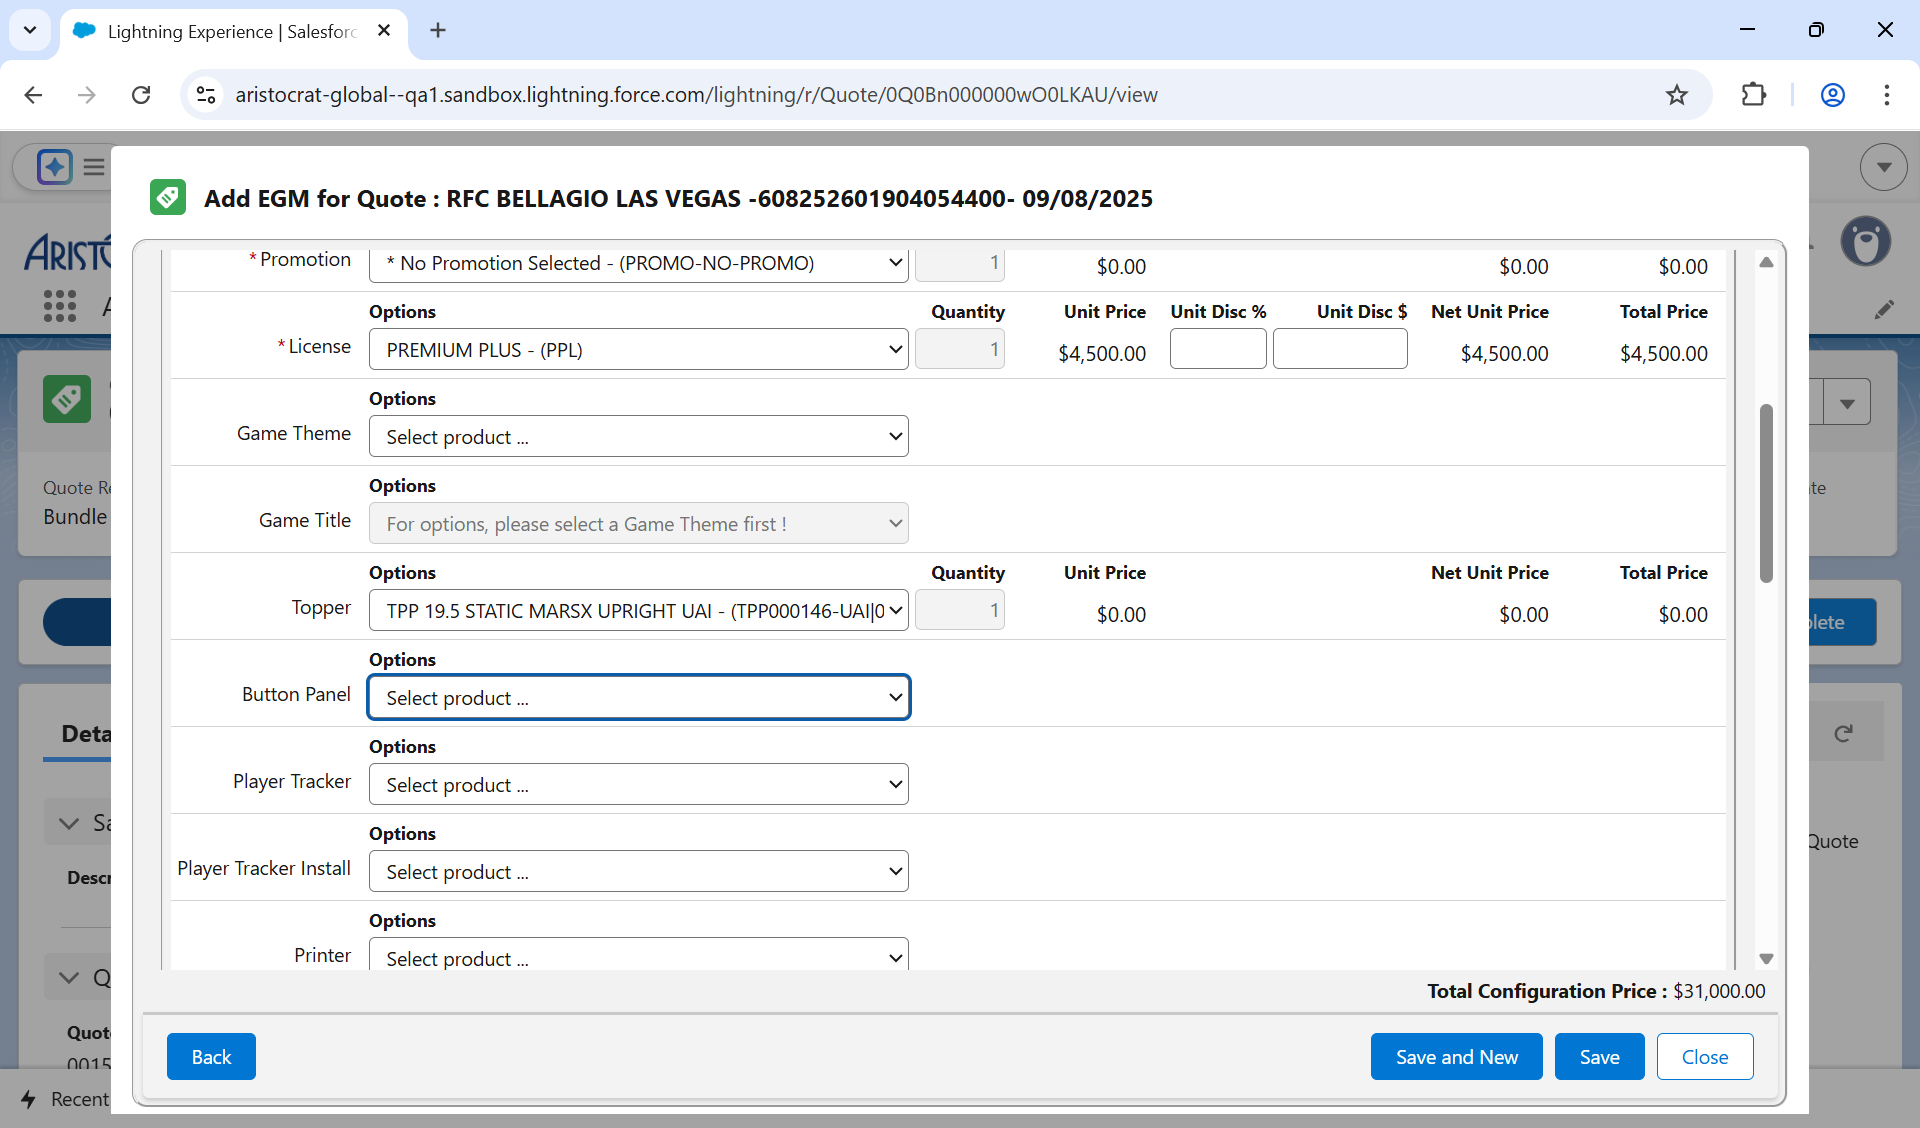 Lightning Experience | Salesforc
aristocrat-global--qa1.sandbox.lightning.force.com/lightning/r/Quote/0Q0Bn000000wO0LKAU/view
Add EGM for Quote : RFC BELLAGIO LAS VEGAS -608252601904054400- 09/08/2025
* Promotion
* No Promotion Selected - (PROMO-NO-PROMO)
1
$0.00
$0.00
$0.00
Options Quantity Unit Price Unit Disc % Unit Disc $ Net Unit Price Total Price
* License
PREMIUM PLUS - (PPL)
1
$4,500.00
$4,500.00
$4,500.00
Options
Game Theme
Select product ...
Options
Game Title
For options, please select a Game Theme first !
Options Quantity Unit Price Net Unit Price Total Price
Topper
TPP 19.5 STATIC MARSX UPRIGHT UAI - (TPP000146-UAI|0
1
$0.00
$0.00
$0.00
Options
Button Panel
Select product ...
Options
Player Tracker
Select product ...
Options
Player Tracker Install
Select product ...
Options
Printer
Select product ...
Total Configuration Price : $31,000.00
Back
Save and New
Save
Close
ARISTO
A
Quote Re
Bundle
Deta
Sa
Descr
Q
Quot
0015
Recent
te
plete
Quote